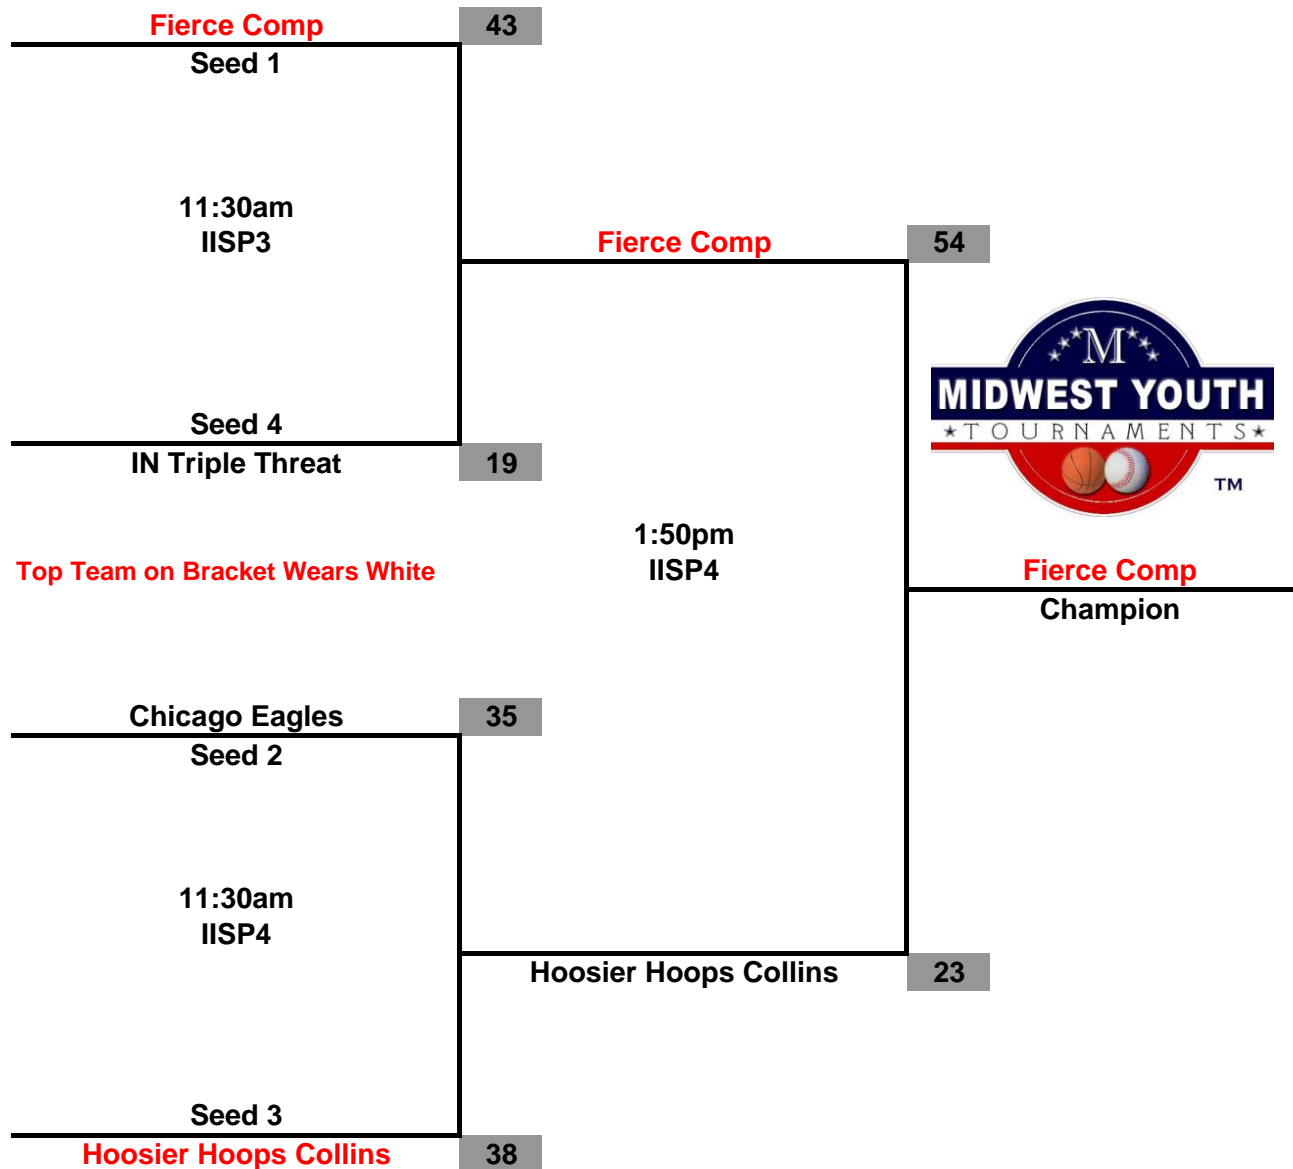 Fierce Comp 43
Seed 1
11:30am
IISP3
Fierce Comp 54
M
MIDWEST YOUTH
TOURNAMENTS
TM
Seed 4
IN Triple Threat 19
1:50pm
IISP4
Top Team on Bracket Wears White
Fierce Comp
Champion
Chicago Eagles 35
Seed 2
11:30am
IISP4
Hoosier Hoops Collins 23
Seed 3
Hoosier Hoops Collins 38